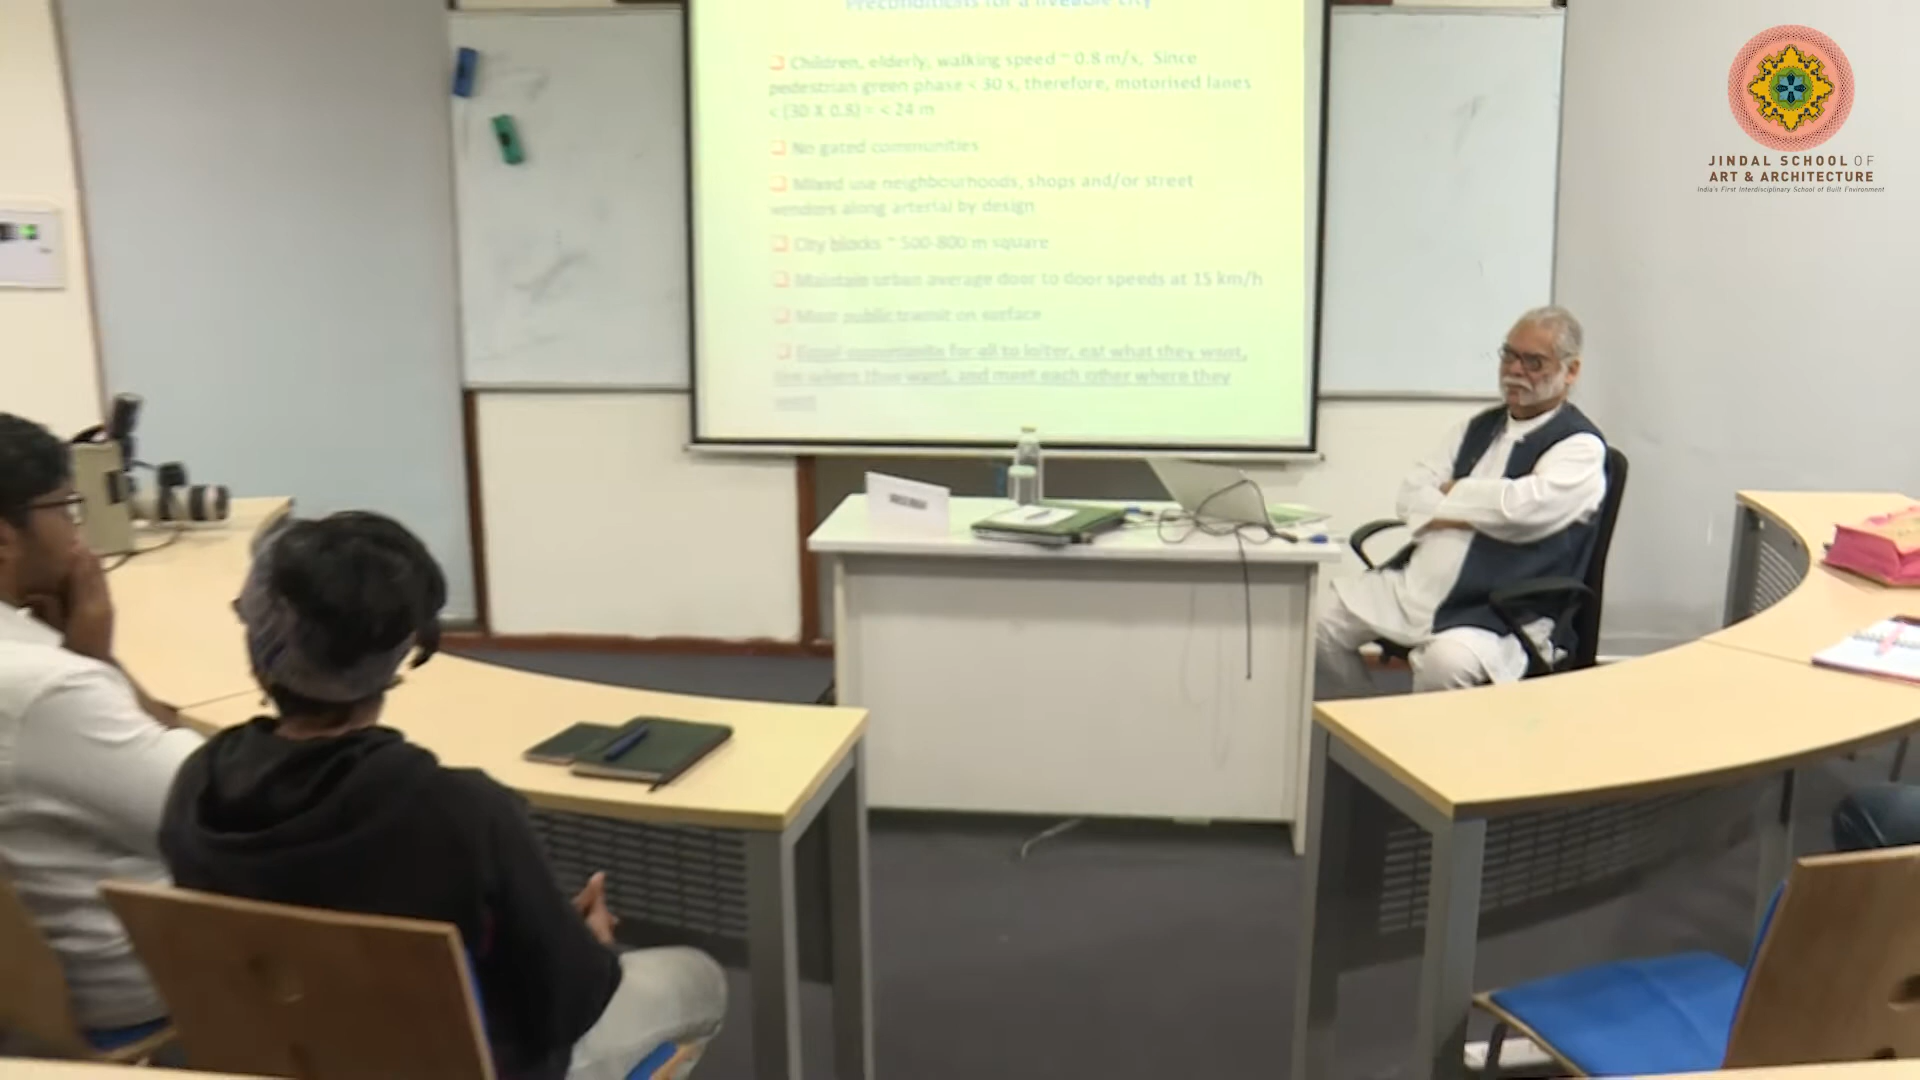 Preconditions for a liveable city
Children, elderly, walking speed ~ 0.8 m/s, Since
pedestrian green phase < 30 s, therefore, motorised lanes
< (30 X 0.8) = < 24 m
No gated communities
Mixed use neighbourhoods, shops and/or street
vendors along arterial by design
City blocks ~ 500-800 m square
Maintain urban average door to door speeds at 15 km/h
Most public transit on surface
Equal opportunity for all to loiter, eat what they want,
live where they want, and meet each other where they
want
JINDAL SCHOOL OF
ART & ARCHITECTURE
India's First Interdisciplinary School of Built Environment